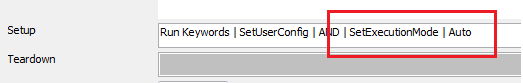 Setup
Run Keywords | SetUserConfig | AND | SetExecutionMode | Auto
Teardown